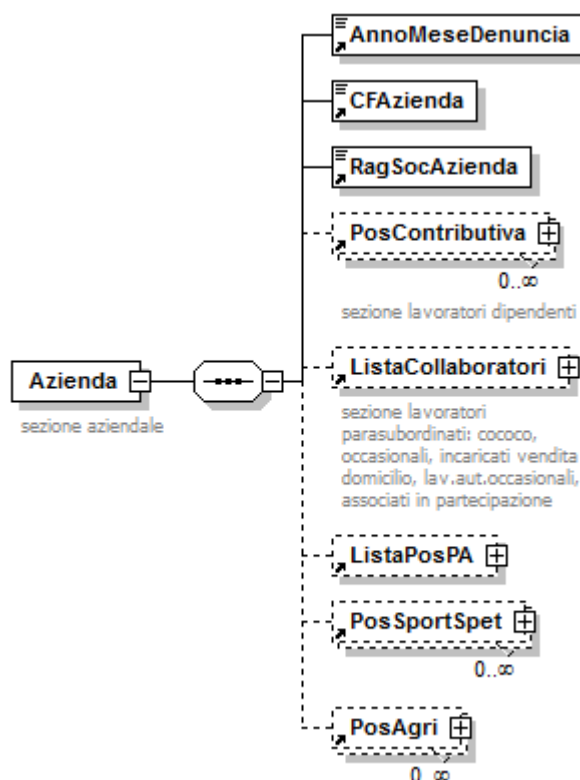 AnnoMeseDenuncia
CFAzienda
RagSocAzienda
PosContributiva
0..∞
sezione lavoratori dipendenti
Azienda
sezione aziendale
ListaCollaboratori
sezione lavoratori
parasubordinati: cococo,
occasionali, incaricati vendita
domicilio, lav.aut.occasionali,
associati in partecipazione
ListaPosPA
PosSportSpet
0..∞
PosAgri
0..∞